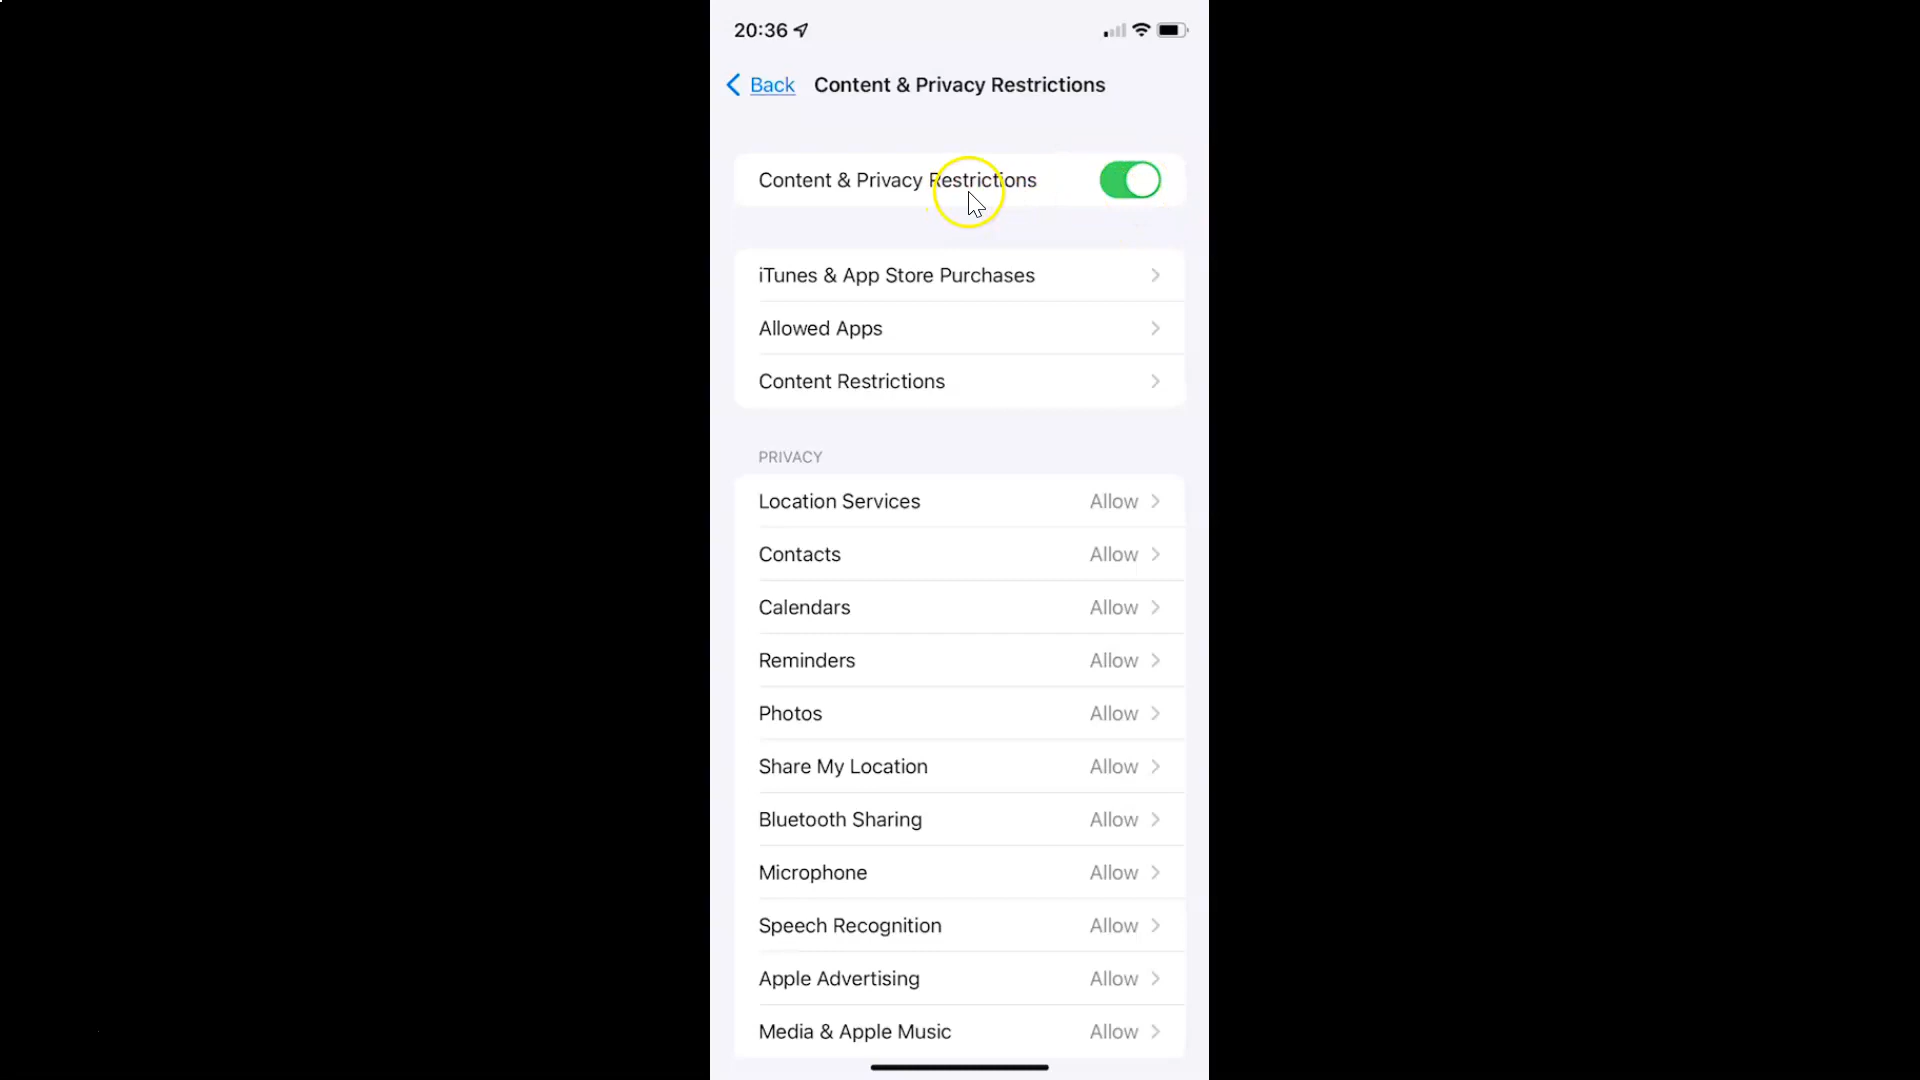 20:36
Back Content & Privacy Restrictions
Content & Privacy Restrictions
iTunes & App Store Purchases
Allowed Apps
Content Restrictions
PRIVACY
Location Services Allow
Contacts Allow
Calendars Allow
Reminders Allow
Photos Allow
Share My Location Allow
Bluetooth Sharing Allow
Microphone Allow
Speech Recognition Allow
Apple Advertising Allow
Media & Apple Music Allow